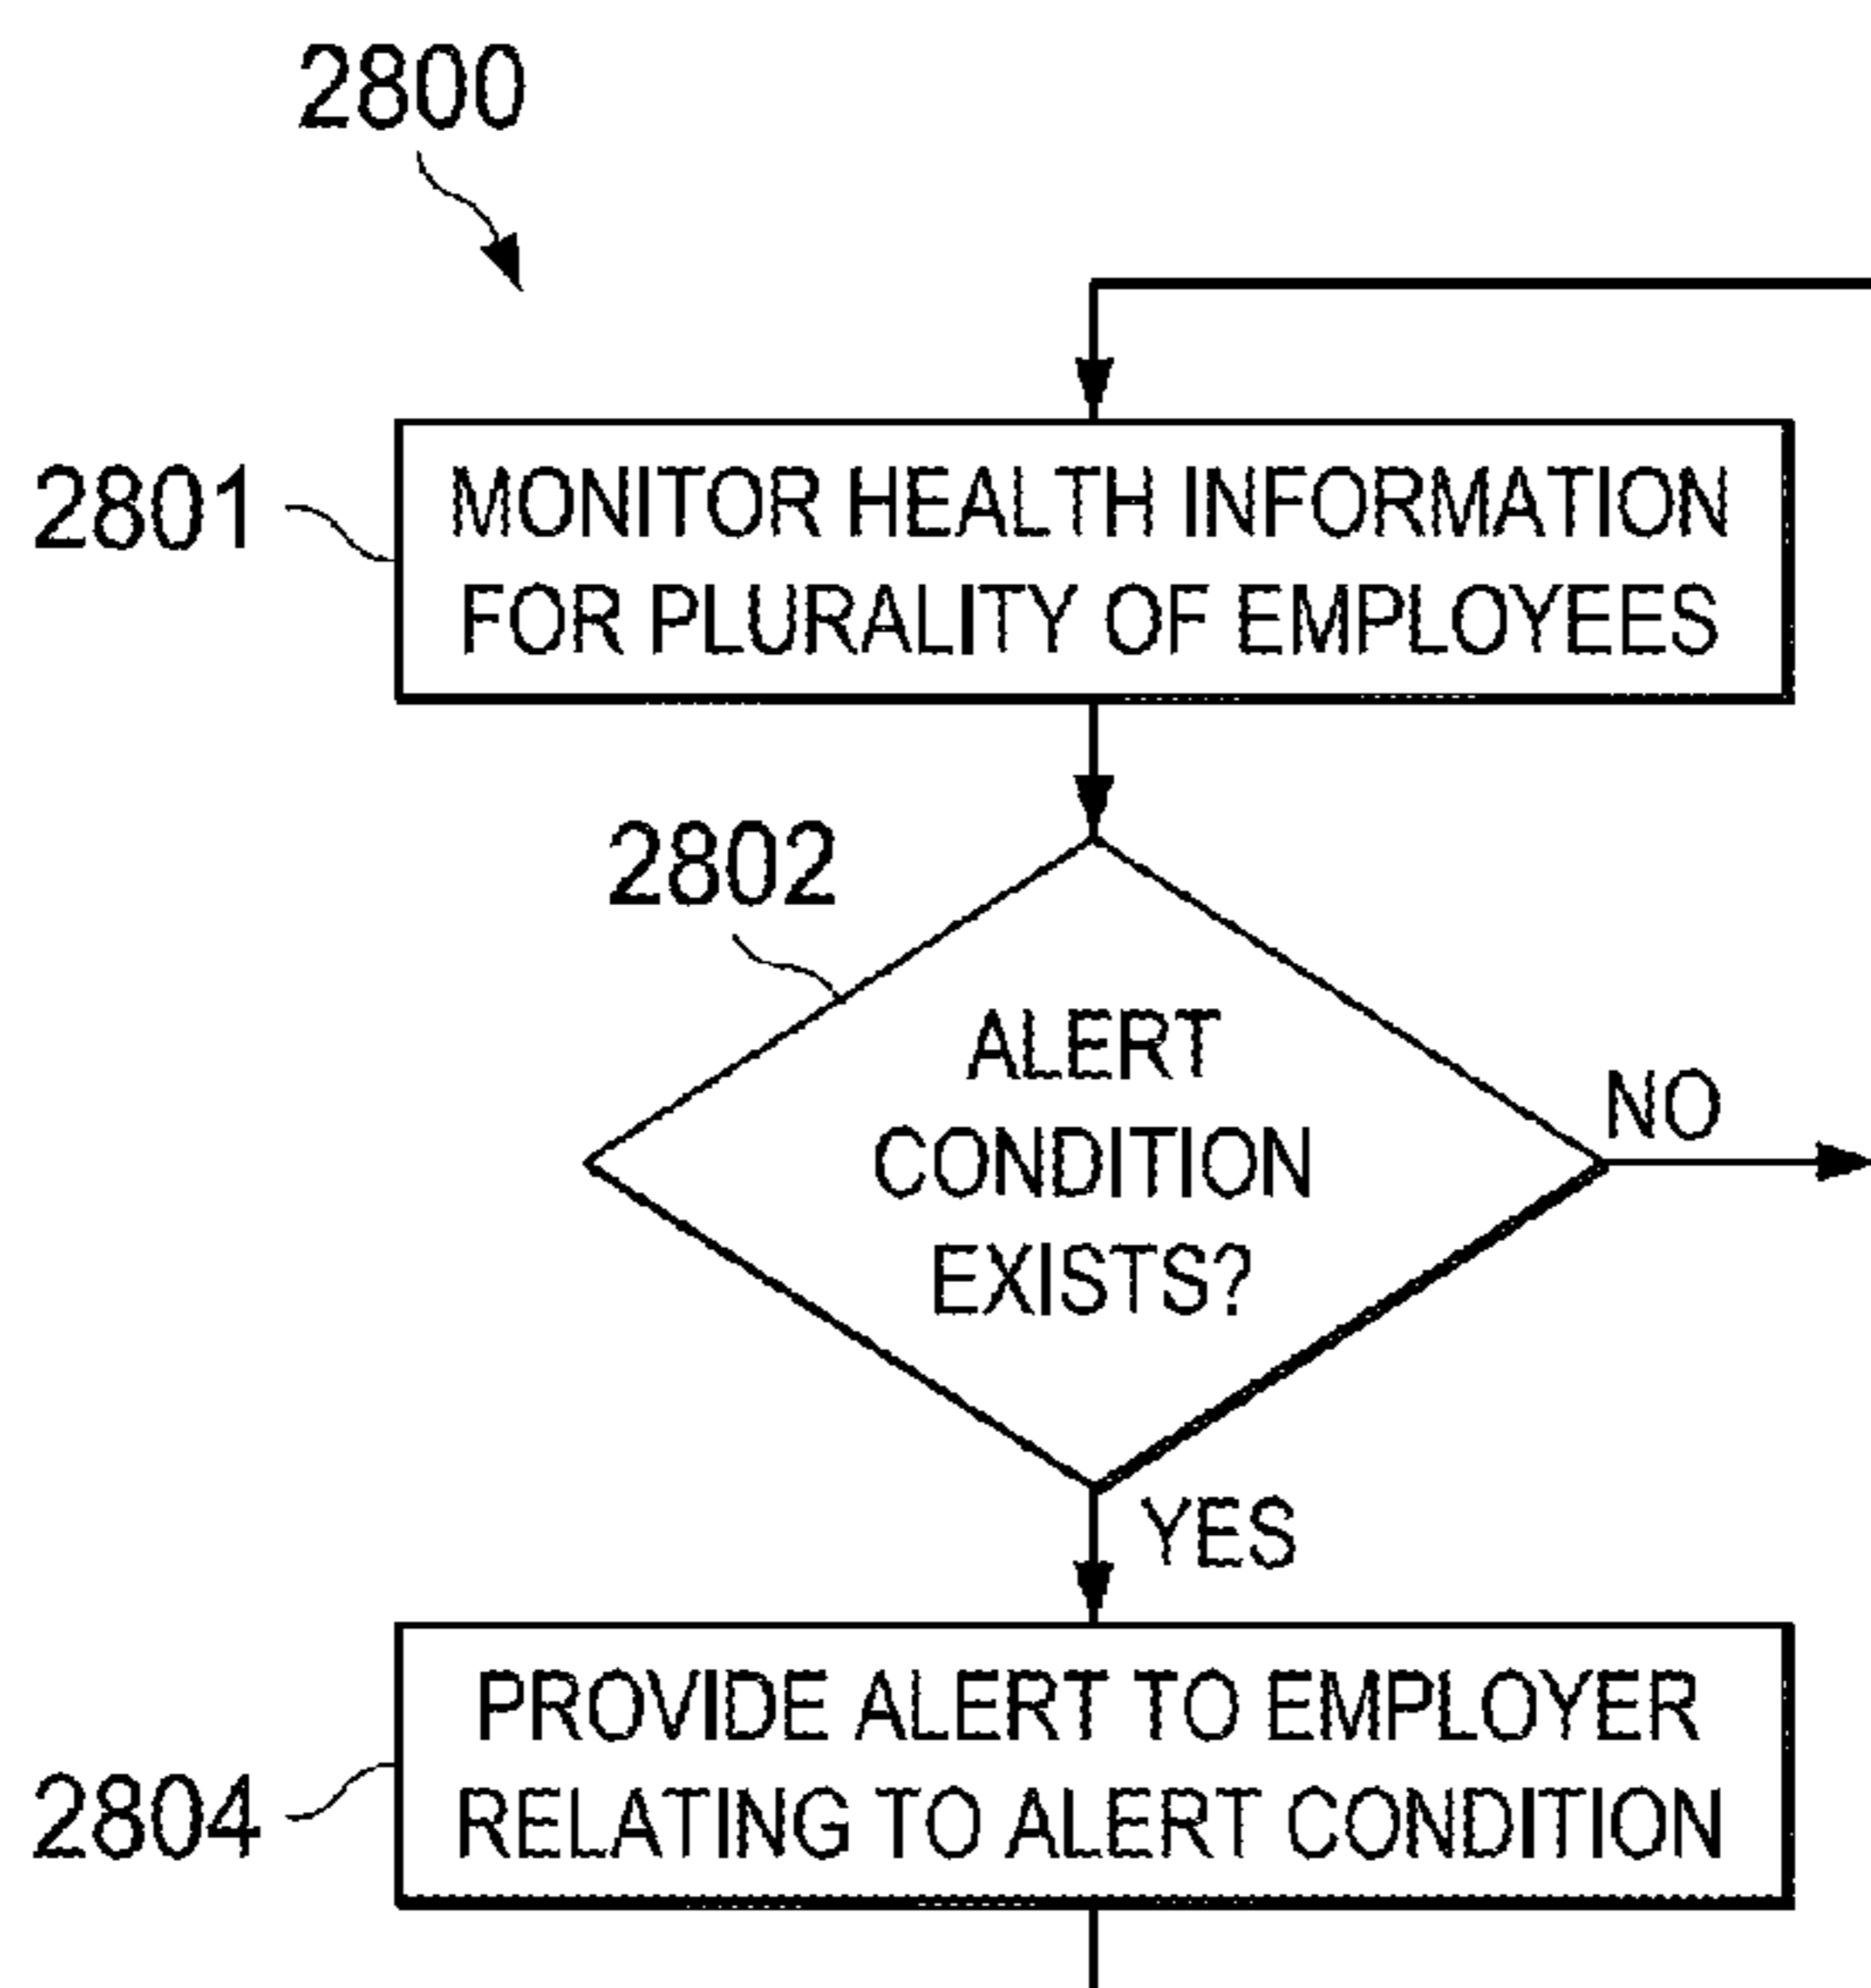 2800
2801
MONITOR HEALTH INFORMATION
FOR PLURALITY OF EMPLOYEES
2802
ALERT
CONDITION
EXISTS?
NO
YES
2804
PROVIDE ALERT TO EMPLOYER
RELATING TO ALERT CONDITION